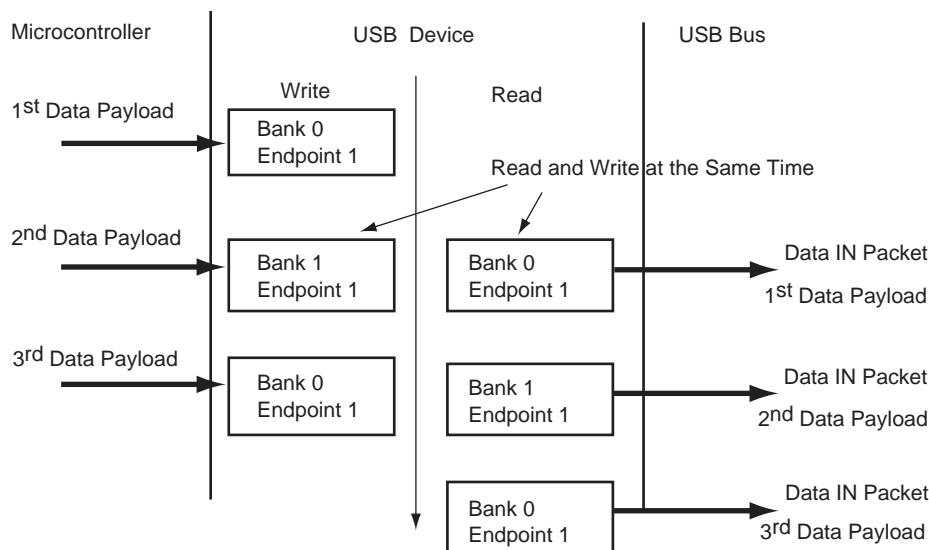 Microcontroller
USB Device
USB Bus
Write
Read
1st Data Payload
Bank 0
Endpoint 1
Read and Write at the Same Time
2nd Data Payload
Bank 1
Endpoint 1
Bank 0
Endpoint 1
Data IN Packet
1st Data Payload
3rd Data Payload
Bank 0
Endpoint 1
Bank 1
Endpoint 1
Data IN Packet
2nd Data Payload
Bank 0
Endpoint 1
Data IN Packet
3rd Data Payload